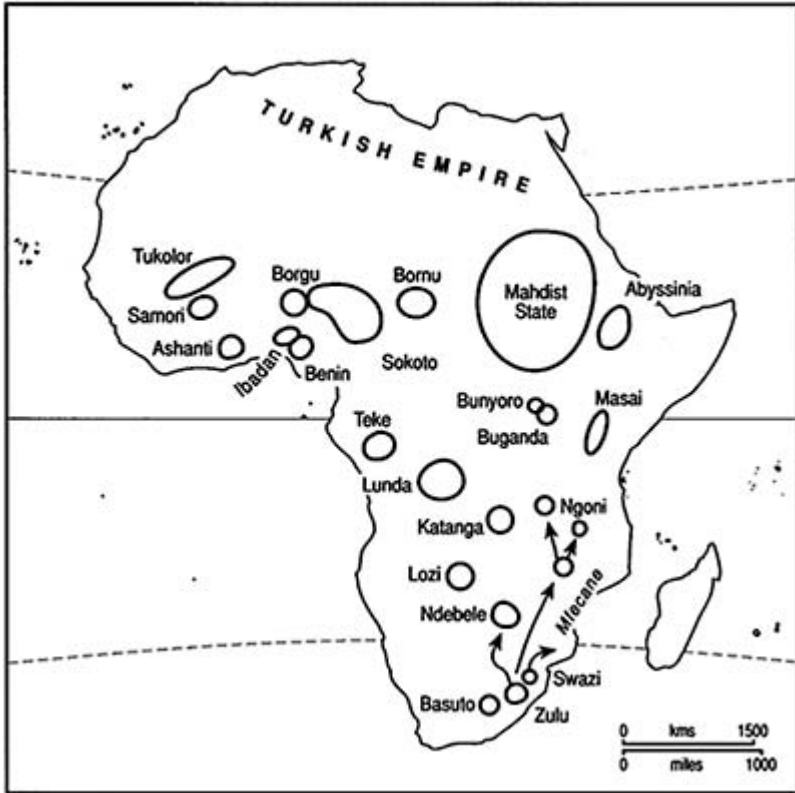 TURKISH EMPIRE
Tukolor
Borgu
Bornu
Mahdist
State
Abyssinia
Samori
Ashanti
Ibadan
Benin
Sokoto
Bunyoro
Masai
Teke
Buganda
Lunda
Ngoni
Katanga
Lozi
Ndebele
Mfecane
Swazi
Basuto
Zulu
0 kms 1500
0 miles 1000